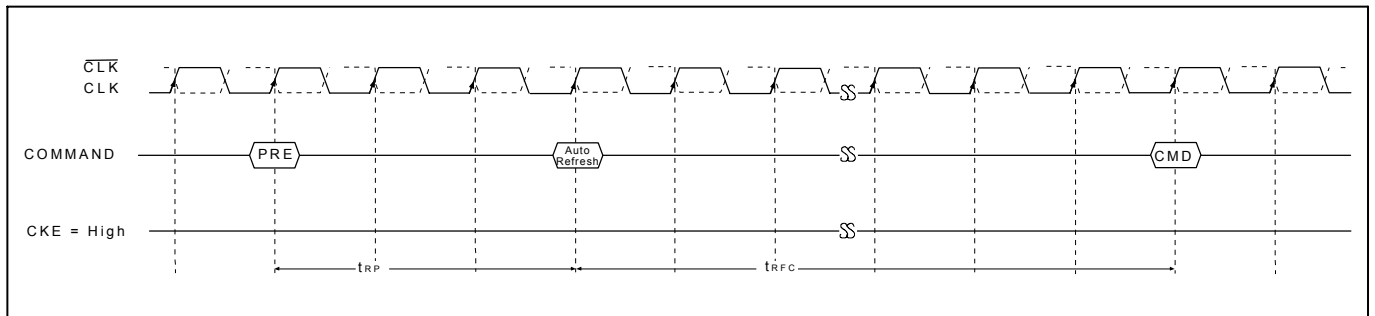 CLK
CLK
COMMAND PRE Auto Refresh CMD
CKE = High
tRP tRFC